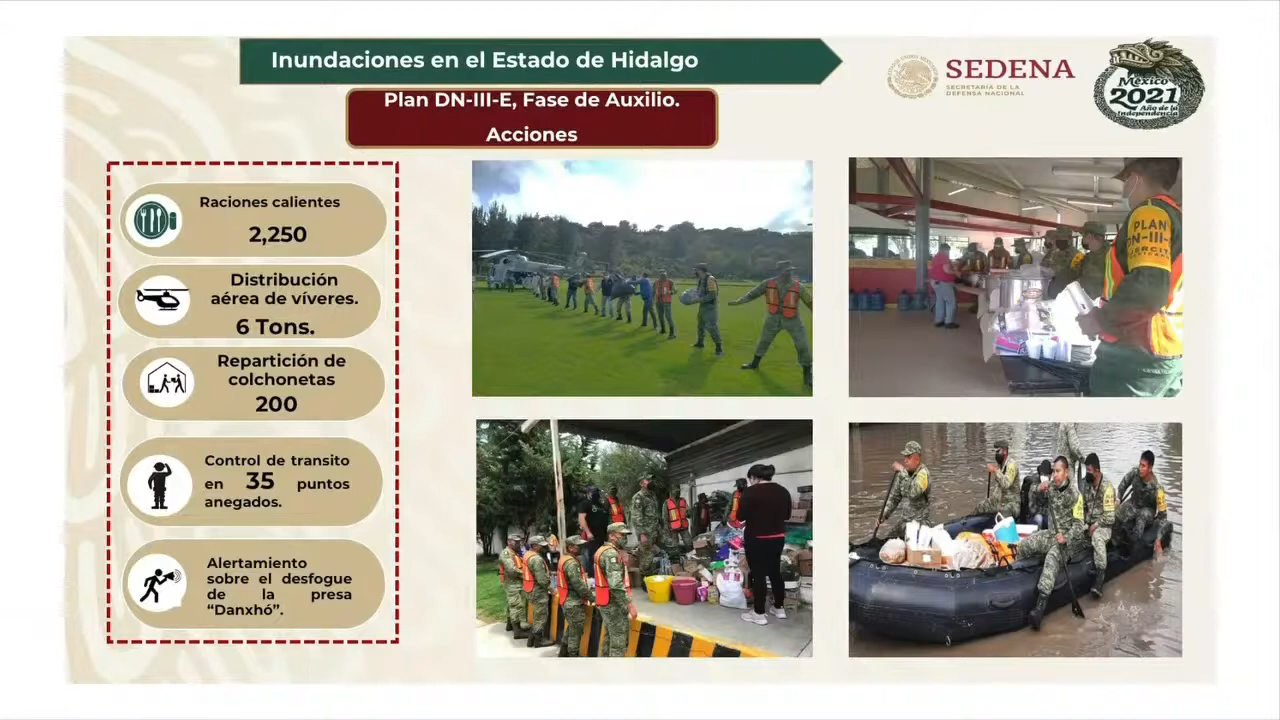 Inundaciones en el Estado de Hidalgo
Plan DN-III-E, Fase de Auxilio.
Acciones
SEDENA
SECRETARÍA DE LA
DEFENSA NACIONAL
México
2021
Año de la
Independencia
Raciones calientes
2,250
Distribución
aérea de víveres.
6 Tons.
Repartición de
colchonetas
200
Control de transito
en 35 puntos
anegados.
Alertamiento
sobre el desfogue
de la presa
“Danxhó”.
PLAN
DN-III-